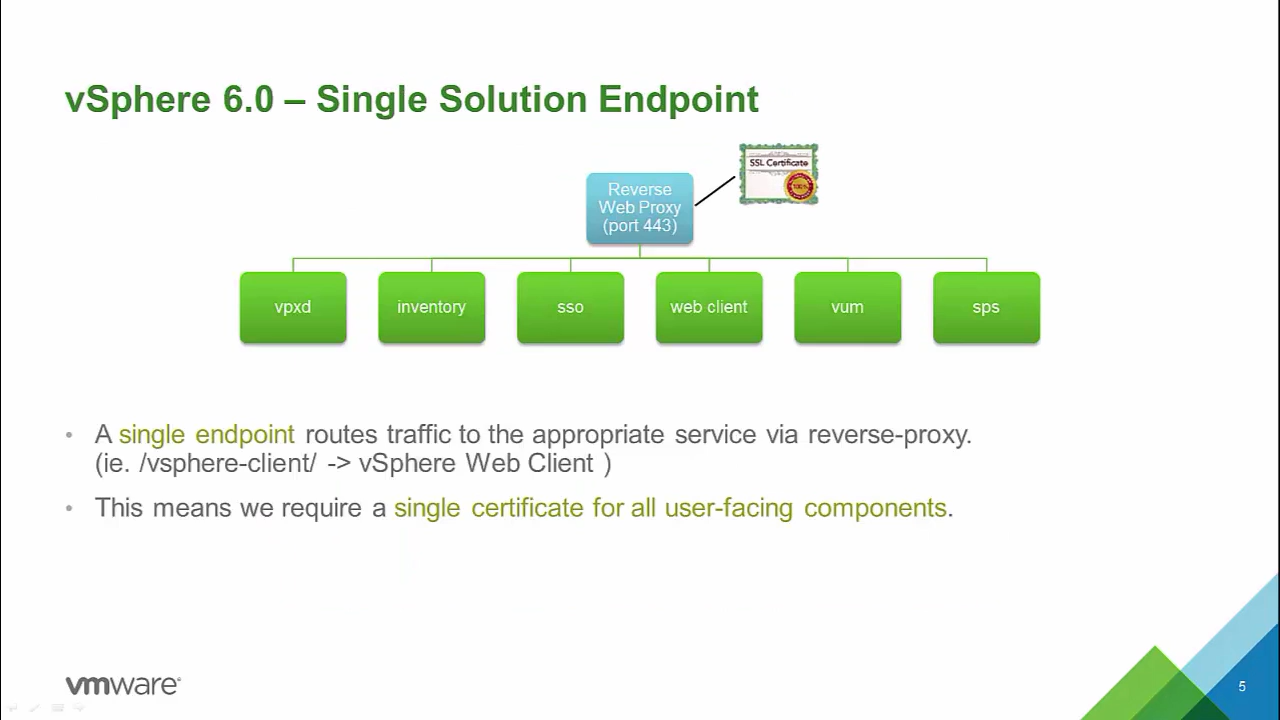 vSphere 6.0 – Single Solution Endpoint
SSL Certificate
100%
Reverse
Web Proxy
(port 443)
vpxd
inventory
sso
web client
vum
sps
• A single endpoint routes traffic to the appropriate service via reverse-proxy.
(ie. /vsphere-client/ -> vSphere Web Client )
• This means we require a single certificate for all user-facing components.
vmware®
5